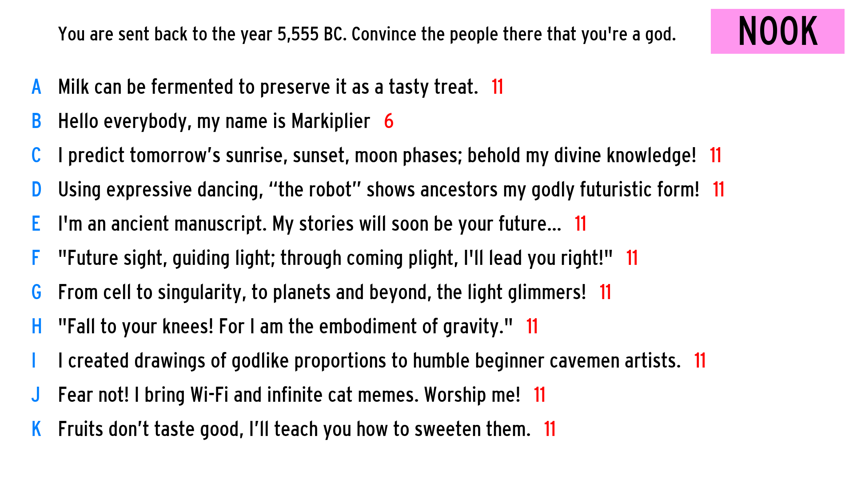 You are sent back to the year 5,555 BC. Convince the people there that you're a god.
NOOK
A Milk can be fermented to preserve it as a tasty treat. 11
B Hello everybody, my name is Markiplier 6
C I predict tomorrow’s sunrise, sunset, moon phases; behold my divine knowledge! 11
D Using expressive dancing, “the robot” shows ancestors my godly futuristic form! 11
E I'm an ancient manuscript. My stories will soon be your future... 11
F "Future sight, guiding light; through coming plight, I'll lead you right!" 11
G From cell to singularity, to planets and beyond, the light glimmers! 11
H "Fall to your knees! For I am the embodiment of gravity." 11
I I created drawings of godlike proportions to humble beginner cavemen artists. 11
J Fear not! I bring Wi-Fi and infinite cat memes. Worship me! 11
K Fruits don’t taste good, I’ll teach you how to sweeten them. 11